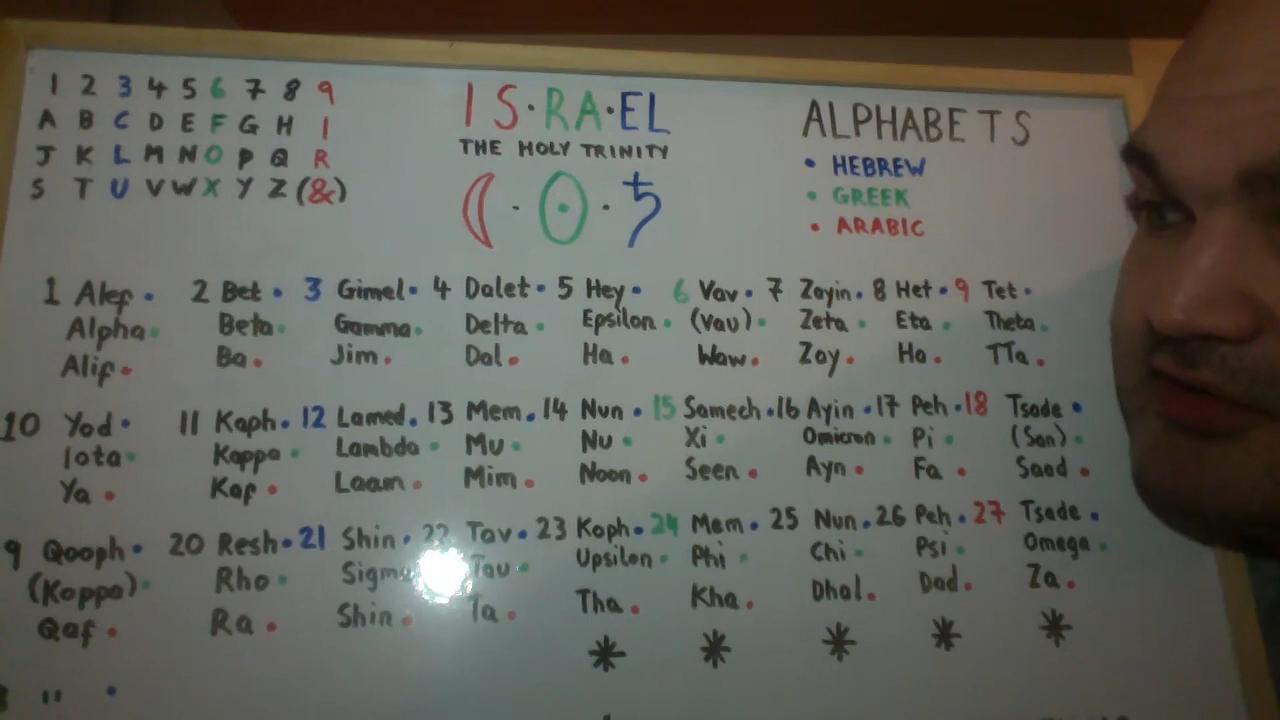 1 2 3 4 5 6 7 8 9
A B C D E F G H I
J K L M N O P Q R
S T U V W X Y Z (&)
IS·RA·EL
THE HOLY TRINITY
ALPHABETS
• HEBREW
• GREEK
• ARABIC
1 Alef • 2 Bet • 3 Gimel • 4 Dalet • 5 Hey • 6 Vav • 7 Zayin • 8 Het • 9 Tet •
Alpha • Beta • Gamma • Delta • Epsilon • (Vau) • Zeta • Eta • Theta •
Alif • Ba • Jim • Dal • Ha • Waw • Zay • Ha • TTa •
10 Yod • 11 Kaph • 12 Lamed • 13 Mem • 14 Nun • 15 Samech • 16 Ayin • 17 Peh • 18 Tsade •
Iota • Kappa • Lambda • Mu • Nu • Xi • Omicron • Pi • (San) •
Ya • Kaf • Laam • Mim • Noon • Seen • Ayn • Fa • Saad •
9 Qooph • 20 Resh • 21 Shin • 22 Tav • 23 Kaph • 24 Mem • 25 Nun • 26 Peh • 27 Tsade •
(Koppa) • Rho • Sigma Tau • Upsilon • Phi • Chi • Psi • Omega •
Qaf • Ra • Shin • Ta • Tha • Kha • Dhal • Dad • Za •
* * * * *
" •